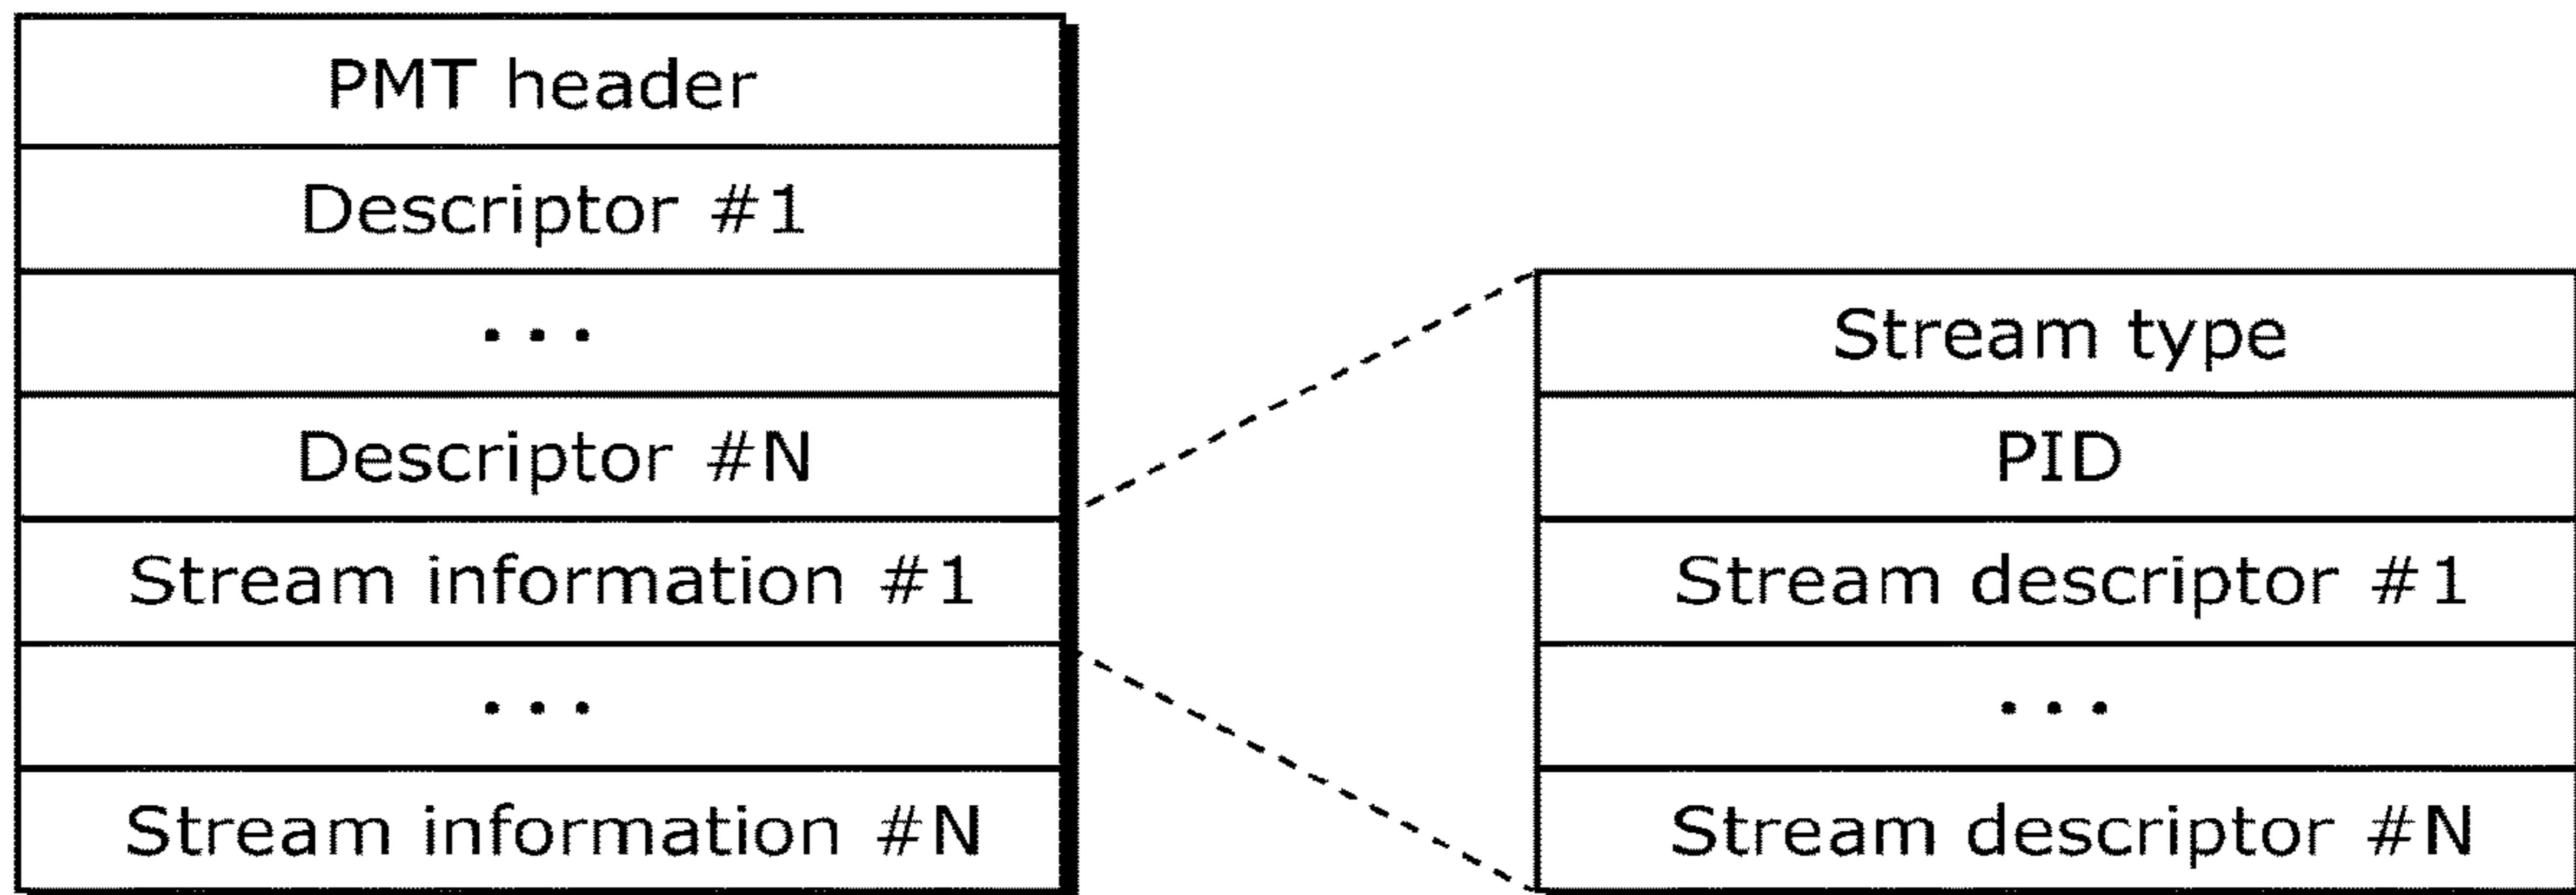 PMT header
Descriptor #1
...
Descriptor #N
Stream information #1
...
Stream information #N
Stream type
PID
Stream descriptor #1
...
Stream descriptor #N